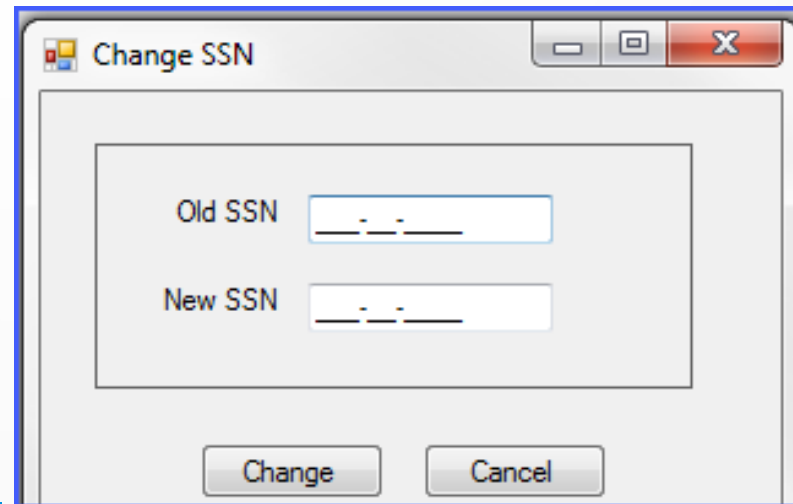 Change SSN
Old SSN ___-__-____
New SSN ___-__-____
Change Cancel